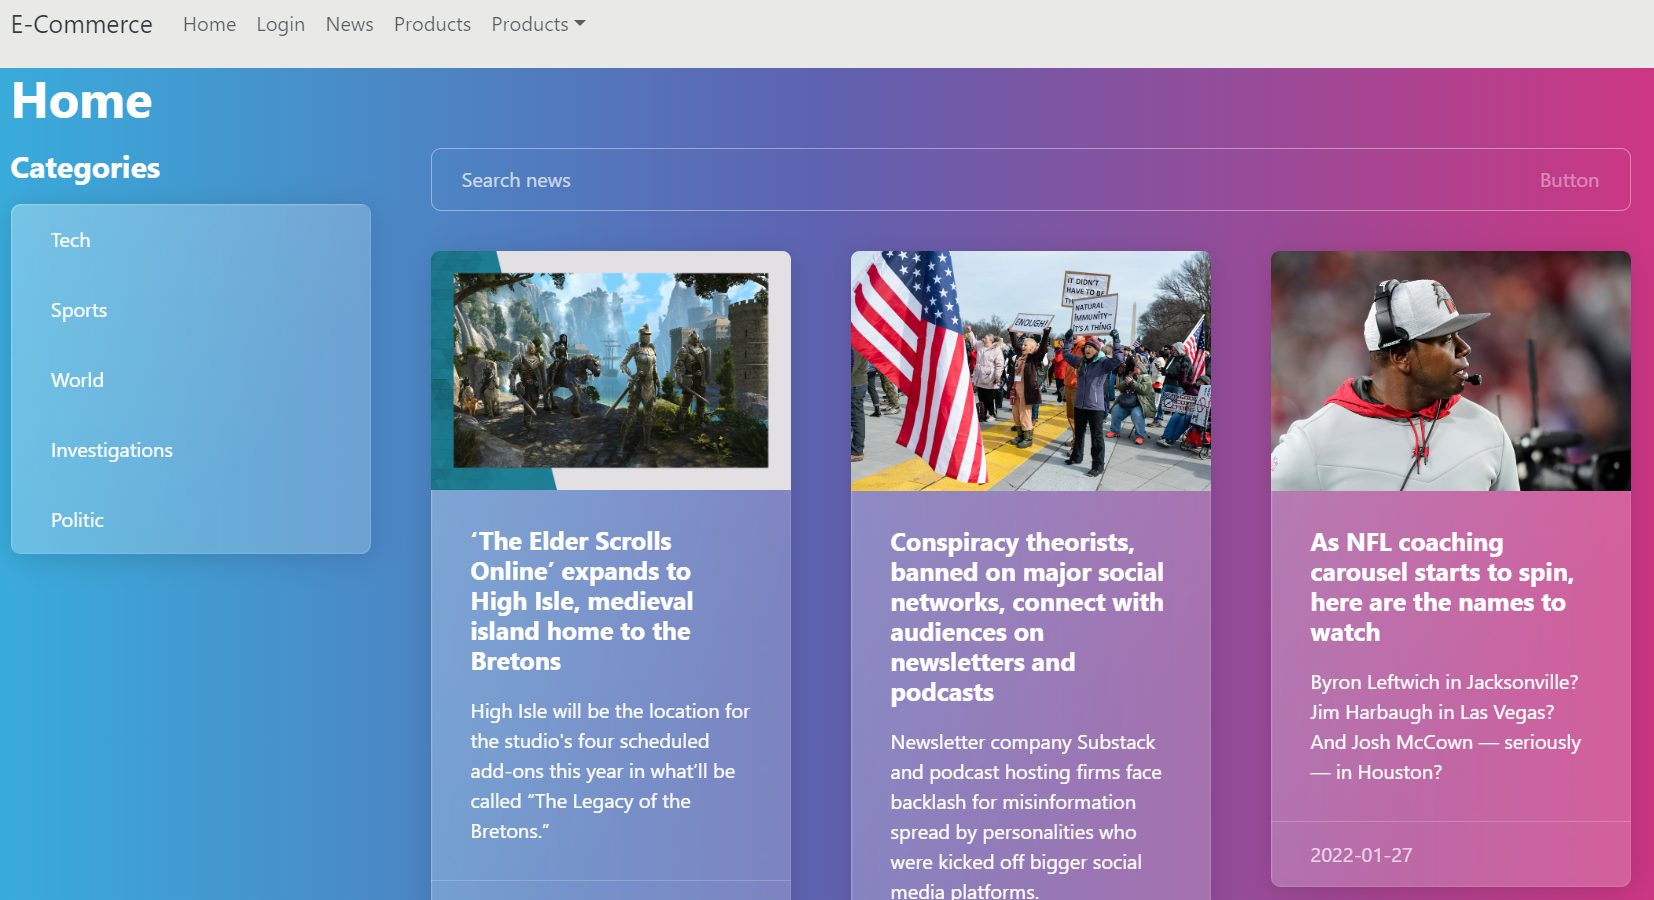 E-Commerce Home Login News Products Products
Home
Categories
Tech
Sports
World
Investigations
Politic
Search news Button
‘The Elder Scrolls
Online’ expands to
High Isle, medieval
island home to the
Bretons
High Isle will be the location for
the studio's four scheduled
add-ons this year in what’ll be
called “The Legacy of the
Bretons.”
IT DIDN'T
HAVE TO BE
ENOUGH!
NATURAL
IMMUNITY
IT'S A THING
Conspiracy theorists,
banned on major social
networks, connect with
audiences on
newsletters and
podcasts
Newsletter company Substack
and podcast hosting firms face
backlash for misinformation
spread by personalities who
were kicked off bigger social
media platforms.
As NFL coaching
carousel starts to spin,
here are the names to
watch
Byron Leftwich in Jacksonville?
Jim Harbaugh in Las Vegas?
And Josh McCown — seriously
— in Houston?
2022-01-27